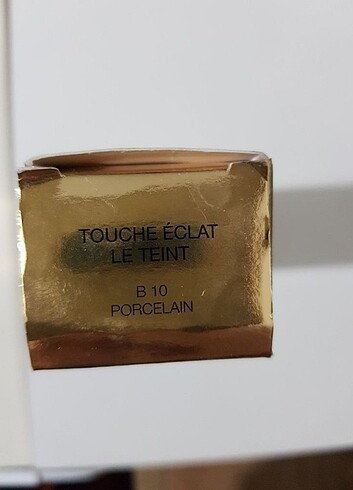 TOUCHE ÉCLAT
LE TEINT
B 10
PORCELAIN